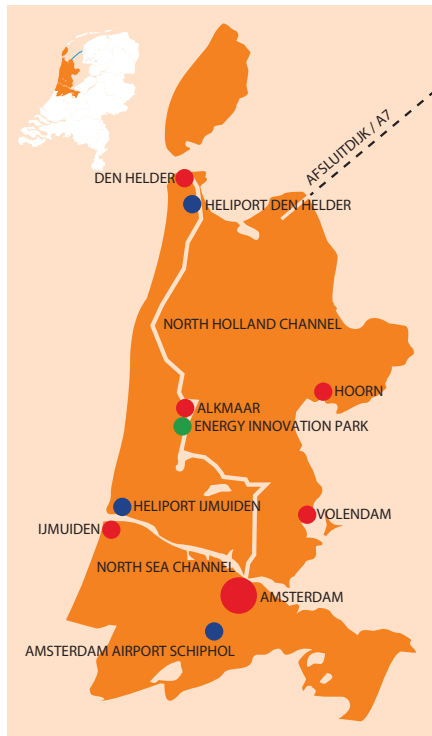 AFSLUITDIJK / A7
DEN HELDER
HELIPORT DEN HELDER
NORTH HOLLAND CHANNEL
HOORN
ALKMAAR
ENERGY INNOVATION PARK
HELIPORT IJMUIDEN
VOLENDAM
IJMUIDEN
NORTH SEA CHANNEL
AMSTERDAM
AMSTERDAM AIRPORT SCHIPHOL